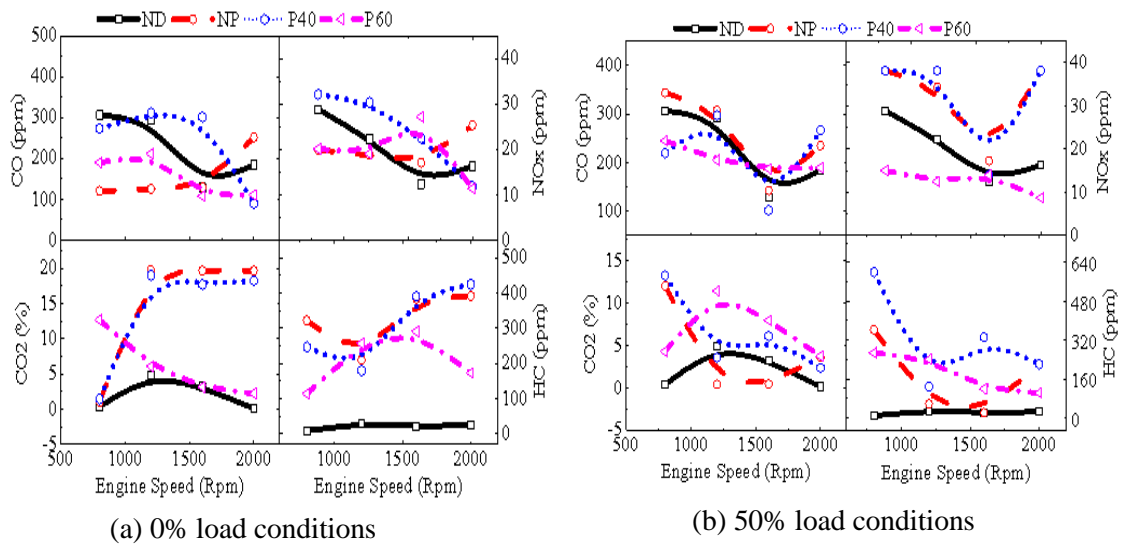 ND NP P40 P60
ND NP P40 P60
500
400
300
200
100
0
CO (ppm)
40
30
20
10
0
NOx (ppm)
20
15
10
5
0
-5
CO2 (%)
500
400
300
200
100
0
HC (ppm)
500 1000 1500 2000
1000 1500 2000
Engine Speed (Rpm)
Engine Speed (Rpm)
(a) 0% load conditions
400
300
200
100
CO (ppm)
40
30
20
10
0
NOx (ppm)
15
10
5
0
-5
CO2 (%)
640
480
320
160
0
HC (ppm)
500 1000 1500 2000
1000 1500 2000
Engine Speed (Rpm)
Engine Speed (Rpm)
(b) 50% load conditions